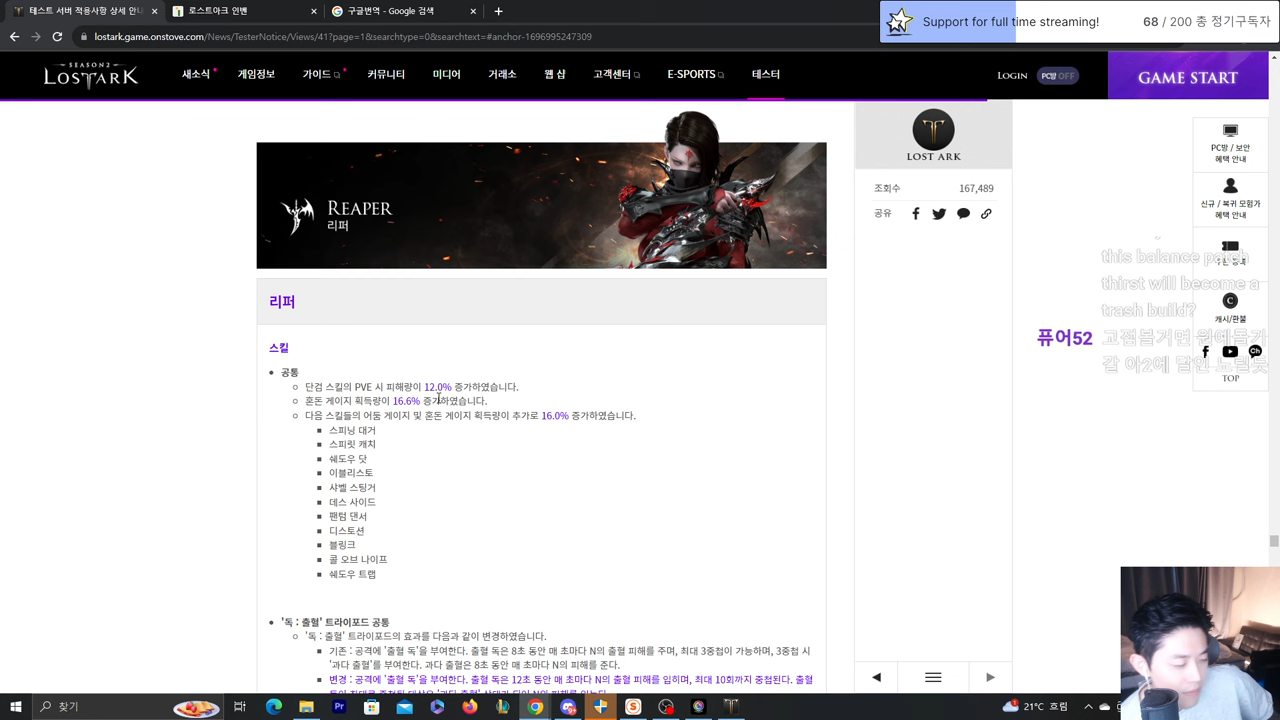 테스트 서버 적용사항 상세 안내
로스트아크 인벤
구글번역 - Google 검색
Support for full time streaming!
68 / 200 종 정기구독자
lostark.game.onstove.com/News/TesterNotice/Views/41?page=1&searchtype=0&searchtext=#anchor-1696995247309
SEASON2
LOSTARK
새소식
게임정보
가이드
커뮤니티
미디어
거래소
웹 샵
고객센터
E-SPORTS
테스터
LOGIN
PC방 OFF
GAME START
REAPER
리퍼
LOST ARK
조회수
167,489
공유
PC방 / 보안
혜택 안내
신규 / 복귀 모험가
혜택 안내
캐시/환불
TOP
this balance patch
thirst will become a
trash build?
퓨어52
리퍼
스킬
공통
단검 스킬의 PVE 시 피해량이 12.0% 증가하였습니다.
혼돈 게이지 획득량이 16.6% 증가하였습니다.
다음 스킬들의 어둠 게이지 및 혼돈 게이지 획득량이 추가로 16.0% 증가하였습니다.
스피닝 대거
스피릿 캐치
쉐도우 닷
이블리스토
샤벨 스팅거
데스 사이드
팬텀 댄서
디스토션
블링크
콜 오브 나이프
쉐도우 트랩
'독 : 출혈' 트라이포드 공통
'독 : 출혈' 트라이포드의 효과를 다음과 같이 변경하였습니다.
기존 : 공격에 '출혈 독'을 부여한다. 출혈 독은 8초 동안 매 초마다 N의 출혈 피해를 주며, 최대 3중첩이 가능하며, 3중첩 시
'과다 출혈'를 부여한다. 과다 출혈은 8초 동안 매 초마다 N의 피해를 준다.
변경 : 공격에 '출혈 독'을 부여한다. 출혈 독은 12초 동안 매 초마다 N의 출혈 피해를 입히며, 최대 10회까지 중첩된다. 출혈
찾기
21°C 흐림